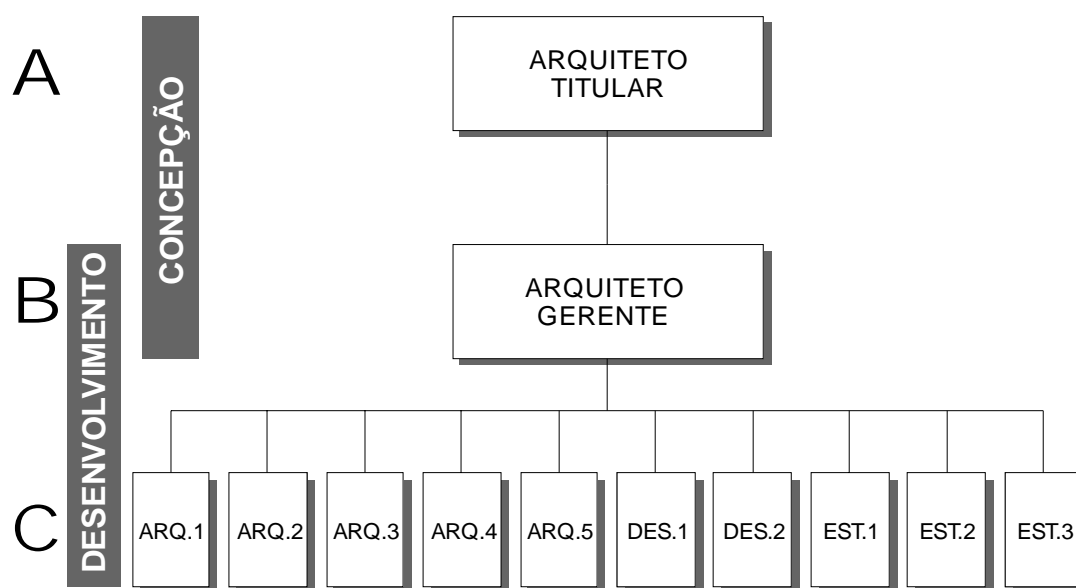 A
CONCEPÇÃO
ARQUITETO
TITULAR
B
DESENVOLVIMENTO
ARQUITETO
GERENTE
C
ARQ.1
ARQ.2
ARQ.3
ARQ.4
ARQ.5
DES.1
DES.2
EST.1
EST.2
EST.3